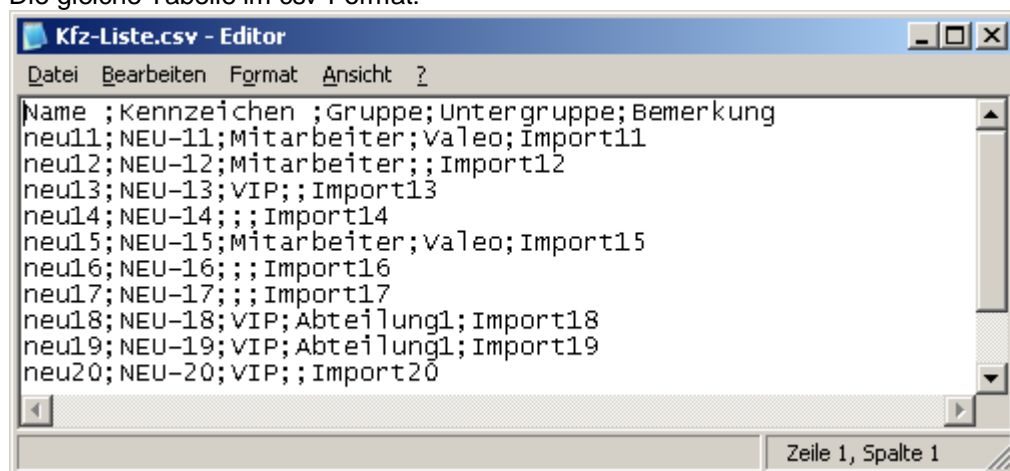 Die gleiche Tabelle im csv-Format:
Kfz-Liste.csv - Editor
Datei Bearbeiten Format Ansicht ?
Name ;Kennzeichen ;Gruppe;Untergruppe;Bemerkung
neu11;NEU-11;Mitarbeiter;Valeo;Import11
neu12;NEU-12;Mitarbeiter;;Import12
neu13;NEU-13;VIP;;Import13
neu14;NEU-14;;;Import14
neu15;NEU-15;Mitarbeiter;Valeo;Import15
neu16;NEU-16;;;Import16
neu17;NEU-17;;;Import17
neu18;NEU-18;VIP;Abteilung1;Import18
neu19;NEU-19;VIP;Abteilung1;Import19
neu20;NEU-20;VIP;;Import20
Zeile 1, Spalte 1